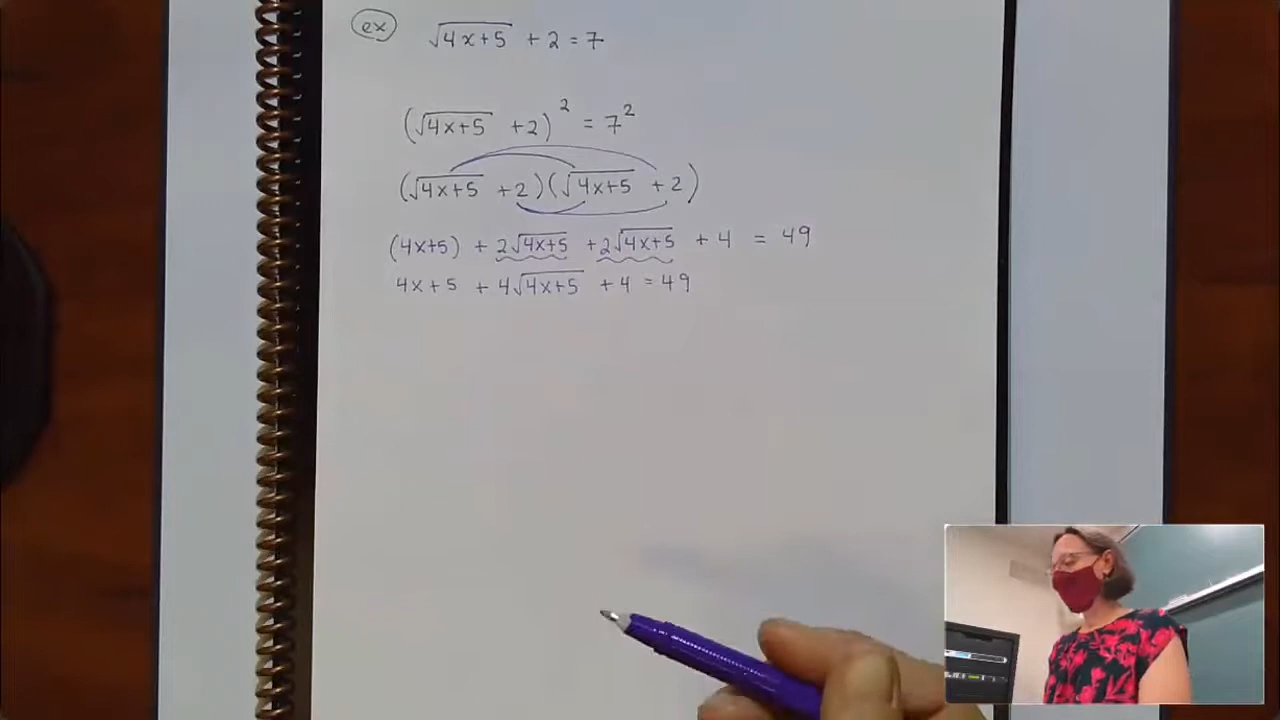 ex √4x+5 + 2 = 7
(√4x+5 + 2)² = 7²
(√4x+5 + 2)(√4x+5 + 2)
(4x+5) + 2√4x+5 + 2√4x+5 + 4 = 49
4x+5 + 4√4x+5 + 4 = 49